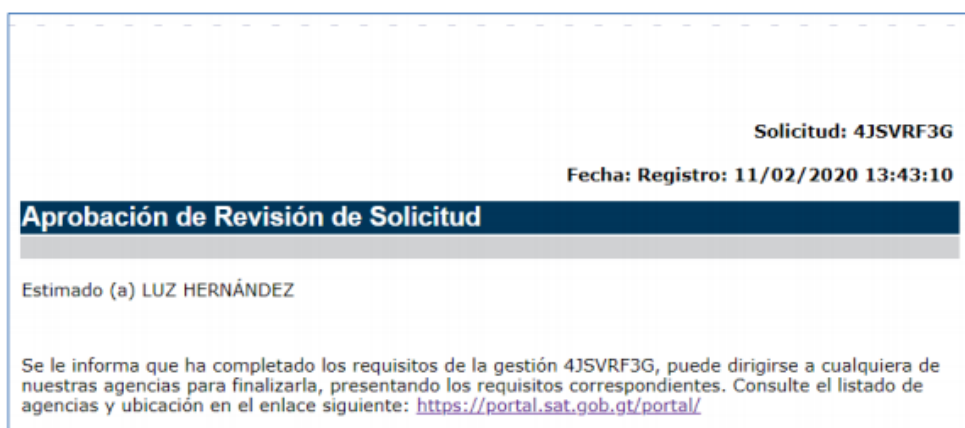 Solicitud: 4JSVRF3G
Fecha: Registro: 11/02/2020 13:43:10
Aprobación de Revisión de Solicitud
Estimado (a) LUZ HERNÁNDEZ
Se le informa que ha completado los requisitos de la gestión 4JSVRF3G, puede dirigirse a cualquiera de
nuestras agencias para finalizarla, presentando los requisitos correspondientes. Consulte el listado de
agencias y ubicación en el enlace siguiente: https://portal.sat.gob.gt/portal/